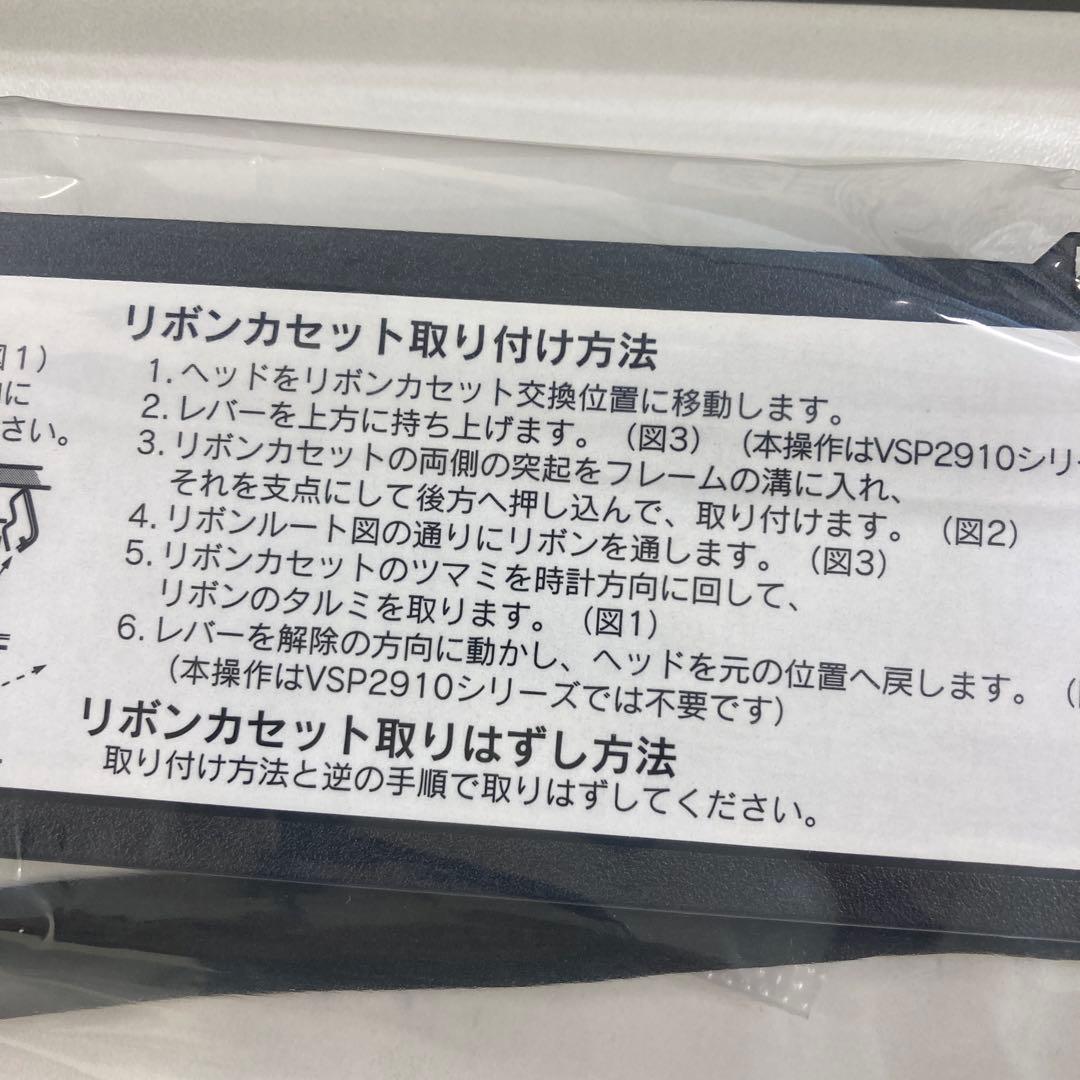 図1）
に
さい。
リボンカセット取り付け方法
1. ヘッドをリボンカセット交換位置に移動します。
2. レバーを上方に持ち上げます。（図3）（本操作はVSP2910シリ
3. リボンカセットの両側の突起をフレームの溝に入れ、
それを支点にして後方へ押し込んで、取り付けます。（図2）
4. リボンルート図の通りにリボンを通します。（図3）
5. リボンカセットのツマミを時計方向に回して、
リボンのタルミを取ります。（図1）
6. レバーを解除の方向に動かし、ヘッドを元の位置へ戻します。（
（本操作はVSP2910シリーズでは不要です）
リボンカセット取りはずし方法
取り付け方法と逆の手順で取りはずしてください。